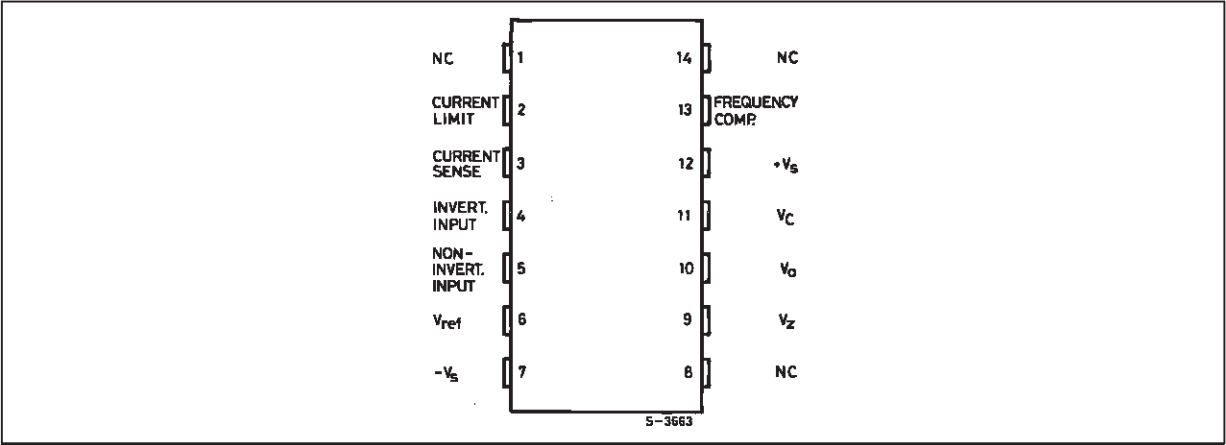 NC 1 14 NC
CURRENT LIMIT 2 13 FREQUENCY COMP.
CURRENT SENSE 3 12 +Vs
INVERT. INPUT 4 11 VC
NON-INVERT. INPUT 5 10 Vo
Vref 6 9 Vz
-Vs 7 8 NC
S-3663